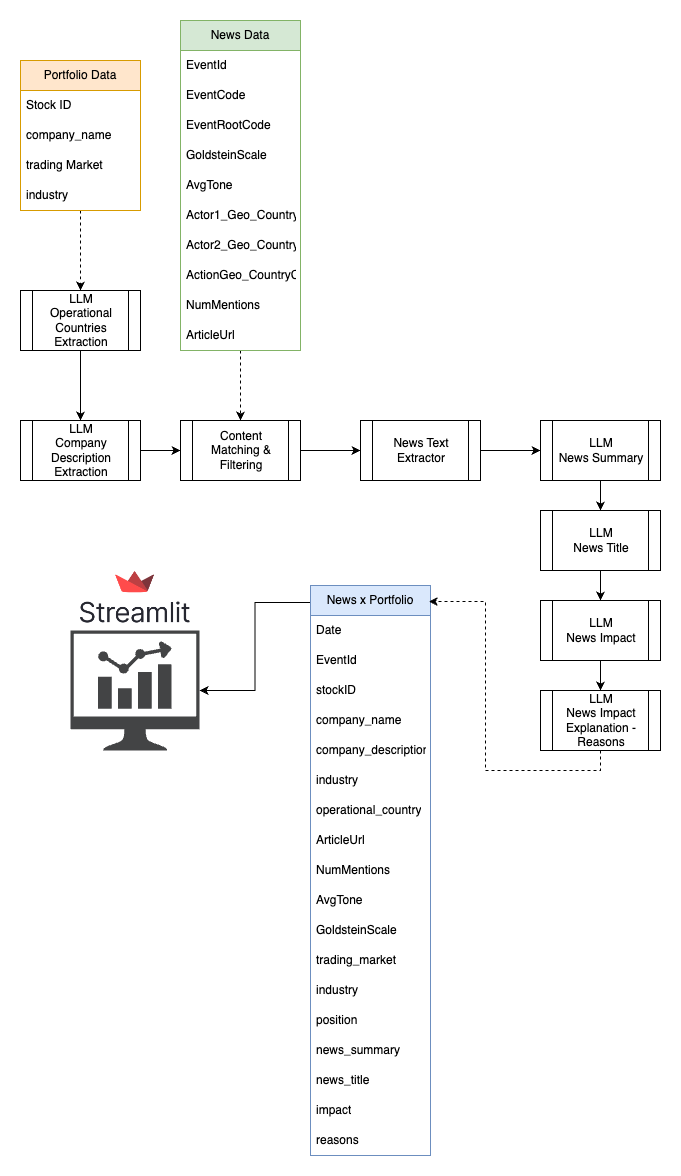 News Data
EventId
EventCode
EventRootCode
GoldsteinScale
AvgTone
Actor1_Geo_Country
Actor2_Geo_Country
ActionGeo_CountryC
NumMentions
ArticleUrl
Portfolio Data
Stock ID
company_name
trading Market
industry
LLM
Operational
Countries
Extraction
LLM
Company
Description
Extraction
Content
Matching &
Filtering
News Text
Extractor
LLM
News Summary
LLM
News Title
LLM
News Impact
LLM
News Impact
Explanation -
Reasons
Streamlit
News x Portfolio
Date
EventId
stockID
company_name
company_description
industry
operational_country
ArticleUrl
NumMentions
AvgTone
GoldsteinScale
trading_market
industry
position
news_summary
news_title
impact
reasons